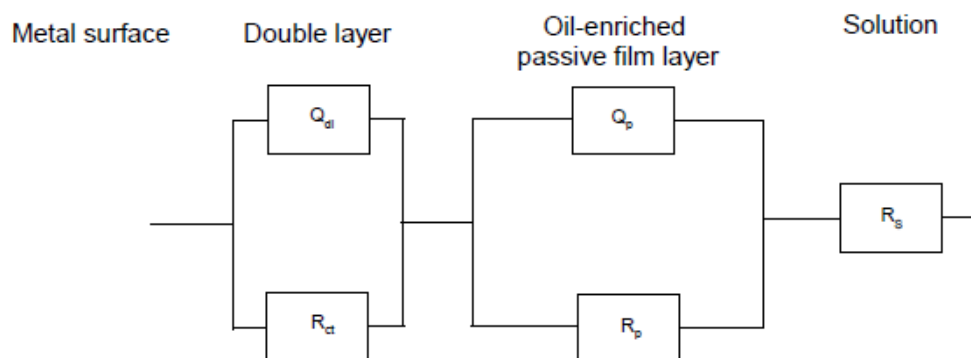 Metal surface
Double layer
Oil-enriched
passive film layer
Solution
Qdl
Qp
Rs
Rct
Rp